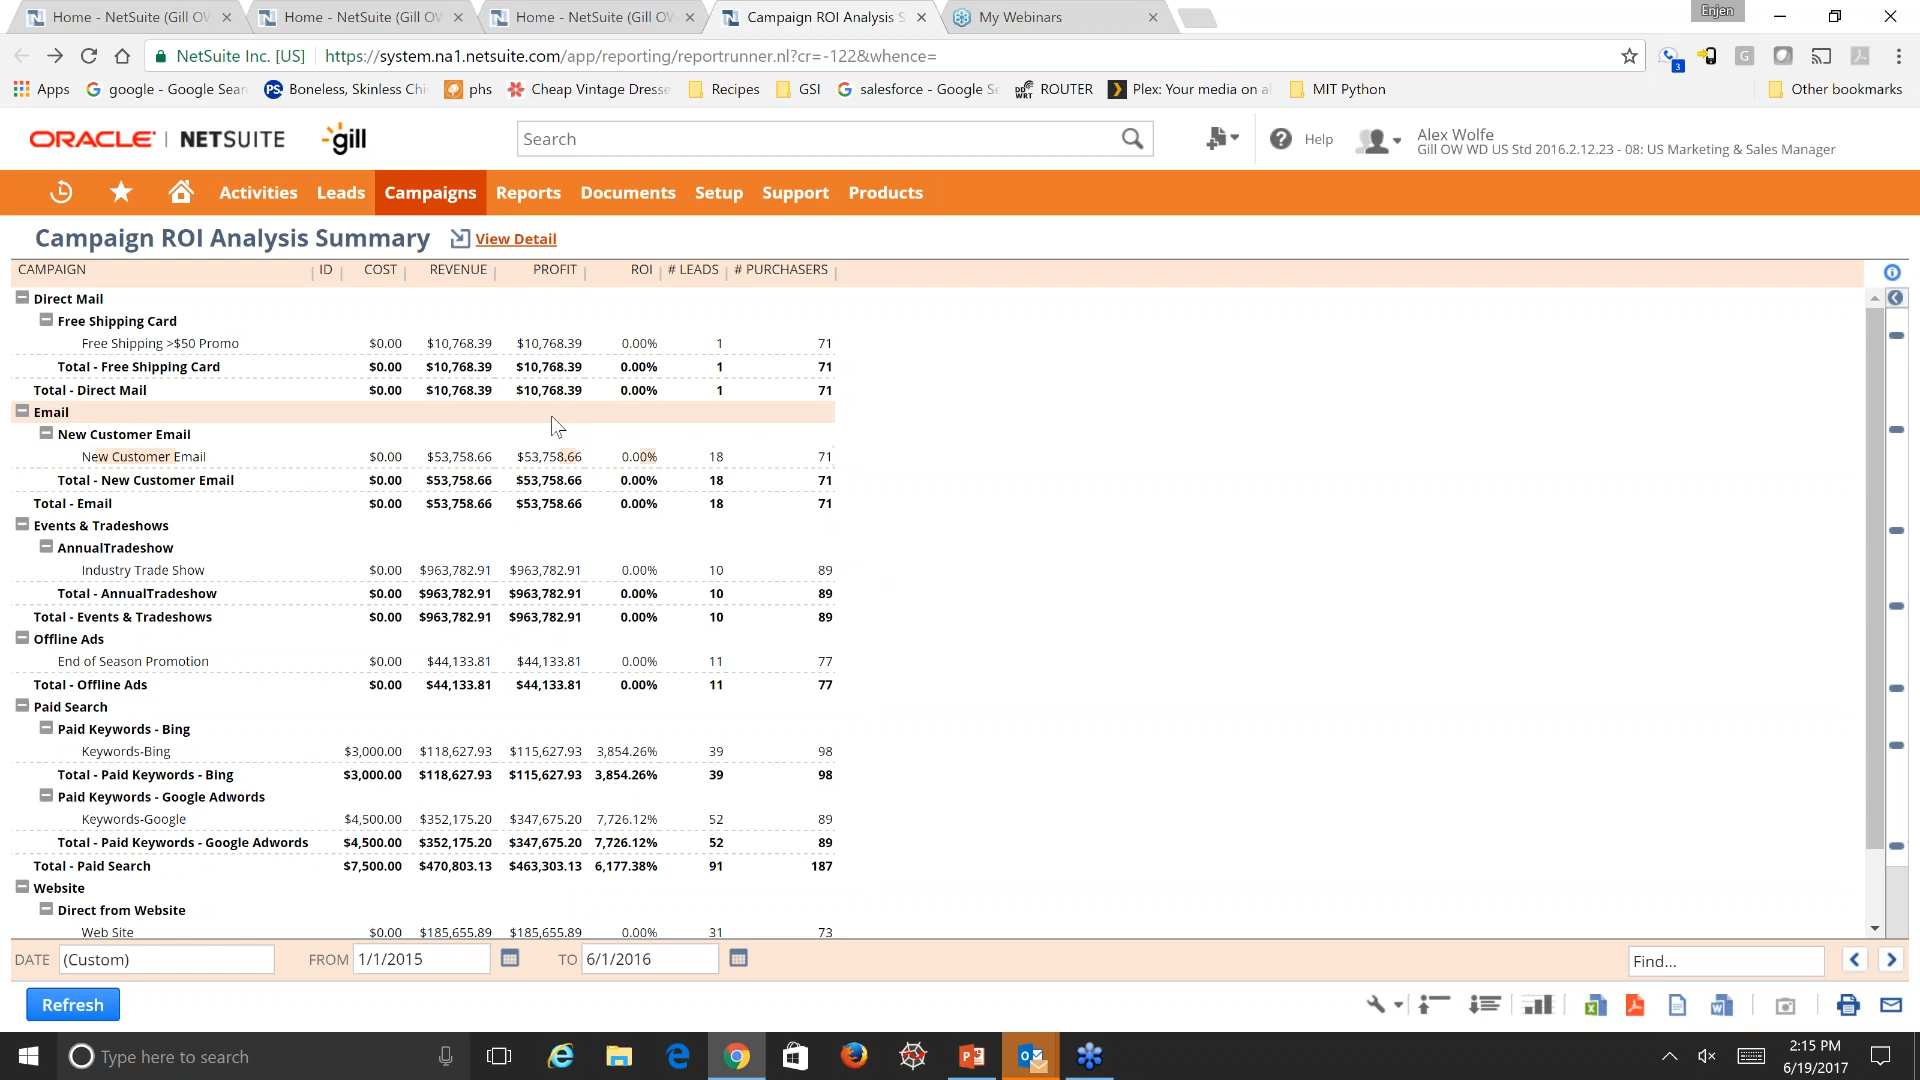 Home - NetSuite (Gill OV
Home - NetSuite (Gill OV
Home - NetSuite (Gill OV
Campaign ROI Analysis S
My Webinars
Enjen
NetSuite Inc. [US]
https://system.na1.netsuite.com/app/reporting/reportrunner.nl?cr=-122&whence=
3
Apps
google - Google Sear
Boneless, Skinless Chi
phs
Cheap Vintage Dresse
Recipes
GSI
salesforce - Google Se
ROUTER
Plex: Your media on a
MIT Python
Other bookmarks
ORACLE | NETSUITE
gill
Search
Help
Alex Wolfe
Gill OW WD US Std 2016.2.12.23 - 08: US Marketing & Sales Manager
Activities Leads Campaigns Reports Documents Setup Support Products
Campaign ROI Analysis Summary View Detail
CAMPAIGN ID COST REVENUE PROFIT ROI # LEADS # PURCHASERS
Direct Mail
Free Shipping Card
Free Shipping >$50 Promo $0.00 $10,768.39 $10,768.39 0.00% 1 71
Total - Free Shipping Card $0.00 $10,768.39 $10,768.39 0.00% 1 71
Total - Direct Mail $0.00 $10,768.39 $10,768.39 0.00% 1 71
Email
New Customer Email
New Customer Email $0.00 $53,758.66 $53,758.66 0.00% 18 71
Total - New Customer Email $0.00 $53,758.66 $53,758.66 0.00% 18 71
Total - Email $0.00 $53,758.66 $53,758.66 0.00% 18 71
Events & Tradeshows
AnnualTradeshow
Industry Trade Show $0.00 $963,782.91 $963,782.91 0.00% 10 89
Total - AnnualTradeshow $0.00 $963,782.91 $963,782.91 0.00% 10 89
Total - Events & Tradeshows $0.00 $963,782.91 $963,782.91 0.00% 10 89
Offline Ads
End of Season Promotion $0.00 $44,133.81 $44,133.81 0.00% 11 77
Total - Offline Ads $0.00 $44,133.81 $44,133.81 0.00% 11 77
Paid Search
Paid Keywords - Bing
Keywords-Bing $3,000.00 $118,627.93 $115,627.93 3,854.26% 39 98
Total - Paid Keywords - Bing $3,000.00 $118,627.93 $115,627.93 3,854.26% 39 98
Paid Keywords - Google Adwords
Keywords-Google $4,500.00 $352,175.20 $347,675.20 7,726.12% 52 89
Total - Paid Keywords - Google Adwords $4,500.00 $352,175.20 $347,675.20 7,726.12% 52 89
Total - Paid Search $7,500.00 $470,803.13 $463,303.13 6,177.38% 91 187
Website
Direct from Website
Web Site $0.00 $185,655.89 $185,655.89 0.00% 31 73
DATE (Custom) FROM 1/1/2015 TO 6/1/2016 Find...
Refresh
Type here to search
2:15 PM
6/19/2017